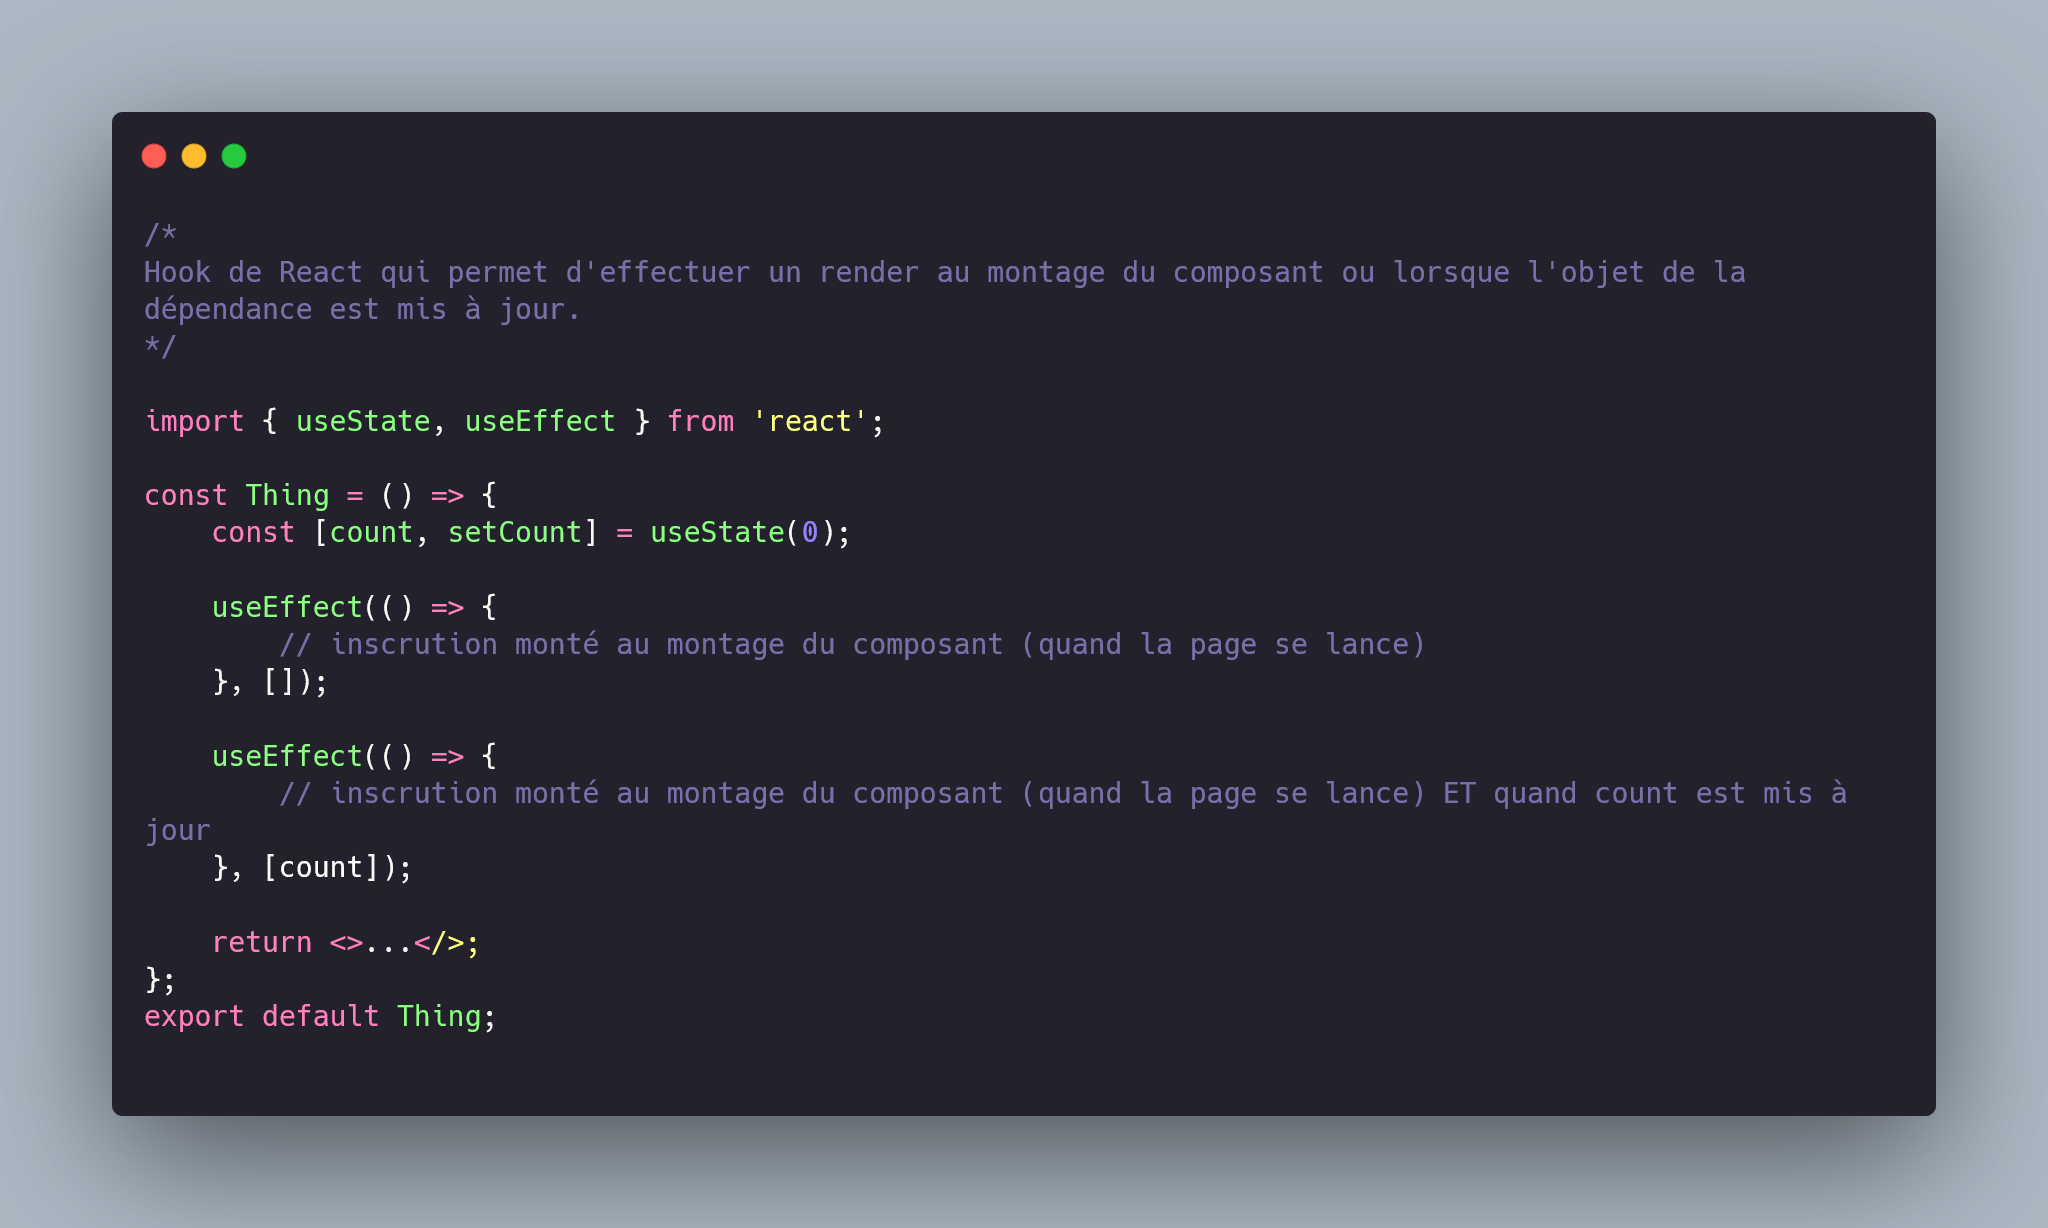 /*
Hook de React qui permet d'effectuer un render au montage du composant ou lorsque l'objet de la
dépendance est mis à jour.
*/
import { useState, useEffect } from 'react';
const Thing = () => {
    const [count, setCount] = useState(0);
    useEffect(() => {
        // inscrution monté au montage du composant (quand la page se lance)
    }, []);
    useEffect(() => {
        // inscrution monté au montage du composant (quand la page se lance) ET quand count est mis à
jour
    }, [count]);
    return <>...</>;
};
export default Thing;